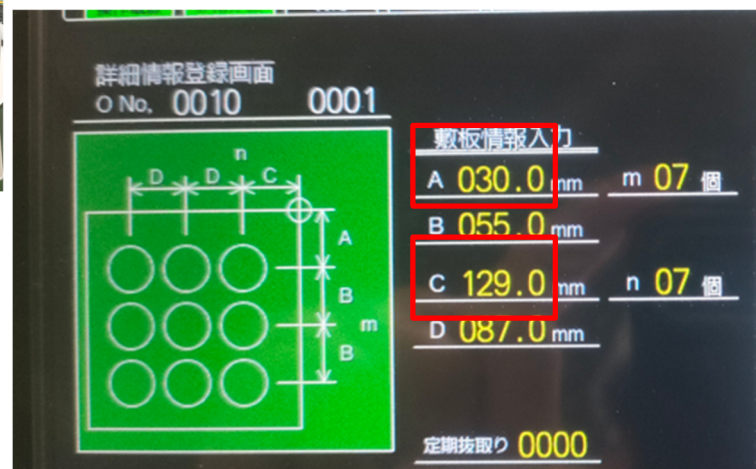 詳細情報登録画面
O No. 0010 0001
敷板情報入力
A 030.0 mm m 07 個
B 055.0 mm
C 129.0 mm n 07 個
D 087.0 mm
定期抜取り 0000
n
D D C
A
B
m
B